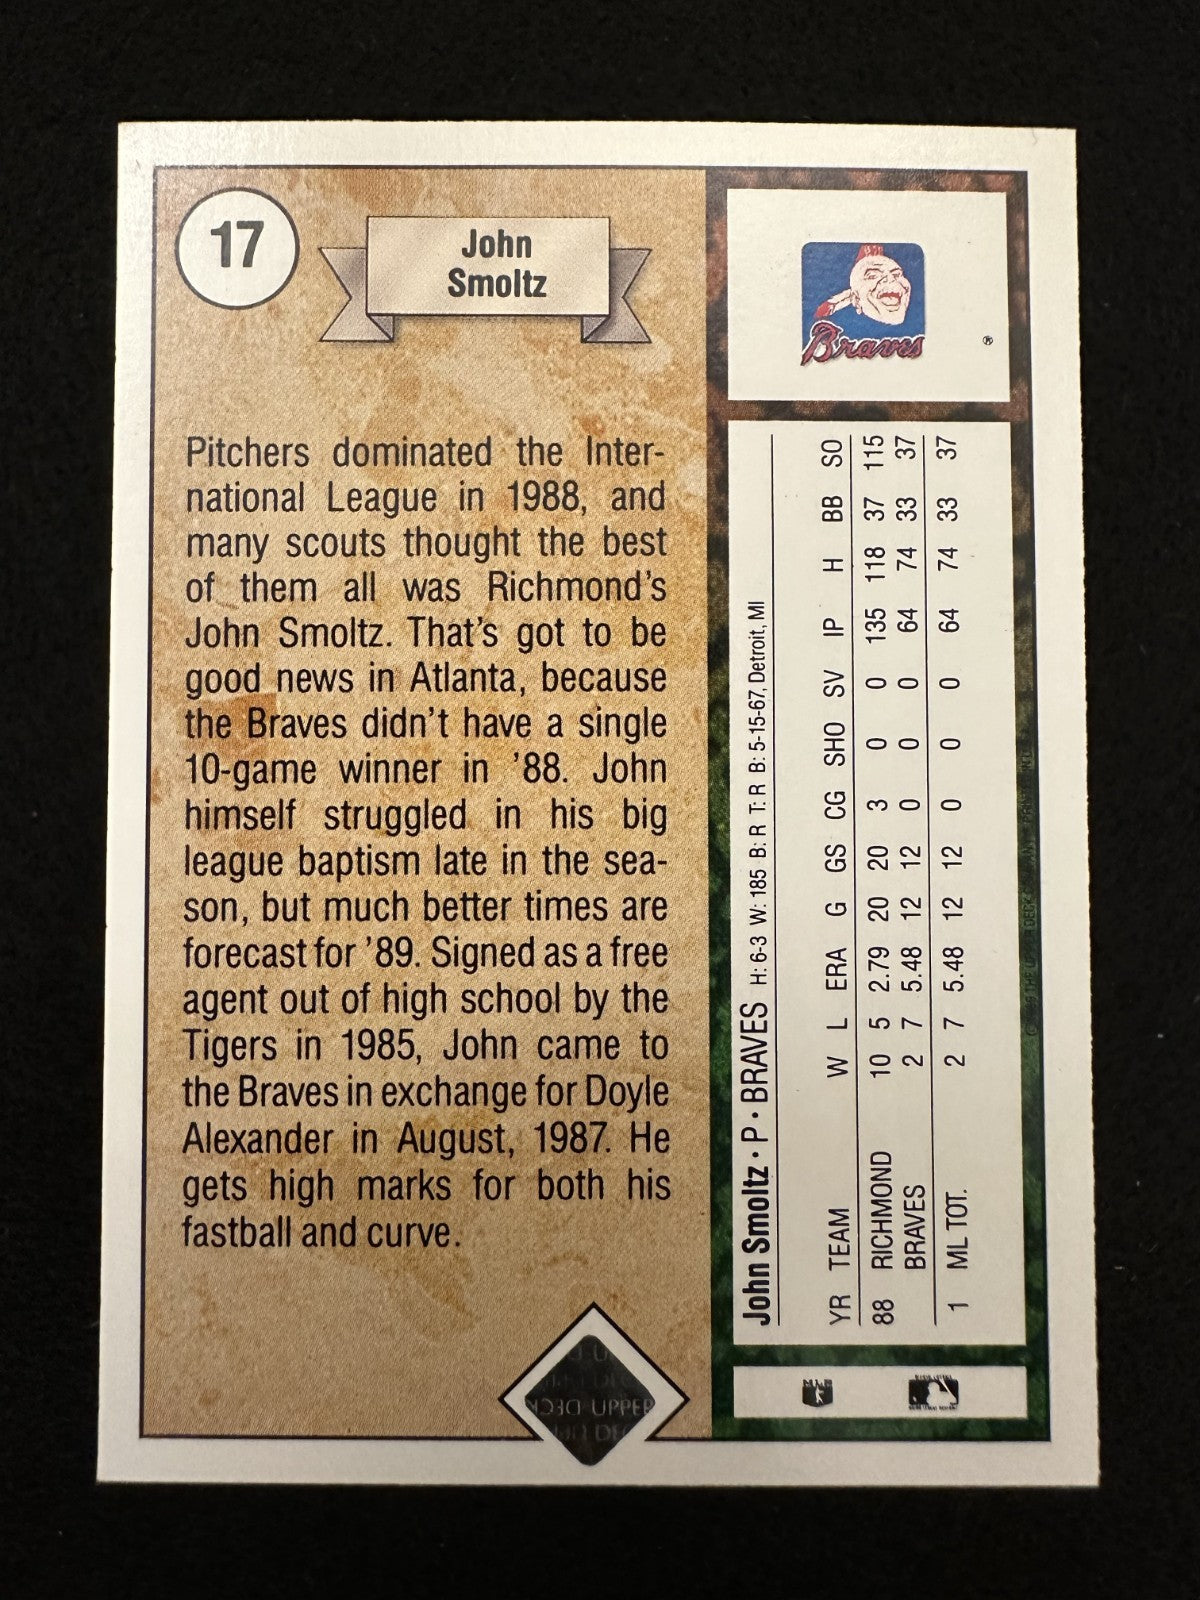 17
John
Smoltz
Pitchers dominated the Inter-
national League in 1988, and
many scouts thought the best
of them all was Richmond's
John Smoltz. That's got to be
good news in Atlanta, because
the Braves didn't have a single
10-game winner in '88. John
himself struggled in his big
league baptism late in the sea-
son, but much better times are
forecast for '89. Signed as a free
agent out of high school by the
Tigers in 1985, John came to
the Braves in exchange for Doyle
Alexander in August, 1987. He
gets high marks for both his
fastball and curve.
DECK UPPER
Braves
®
John Smoltz • P • BRAVES H: 6-3 W: 185 B: R T: R B: 5-15-67, Detroit, MI
YR TEAM W L ERA G GS CG SHO SV IP H BB SO
88 RICHMOND 10 5 2.79 20 20 3 0 0 135 118 37 115
BRAVES 2 7 5.48 12 12 0 0 0 64 74 33 37
1 ML TOT. 2 7 5.48 12 12 0 0 0 64 74 33 37